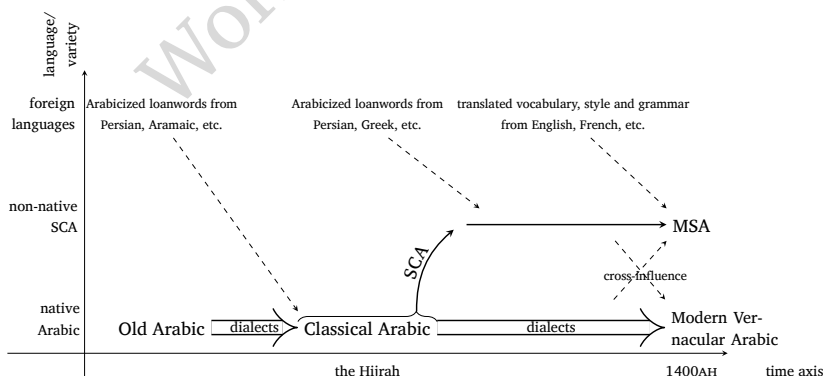 Wor
language/
variety
foreign
languages
Arabicized loanwords from
Persian, Aramaic, etc.
Arabicized loanwords from
Persian, Greek, etc.
translated vocabulary, style and grammar
from English, French, etc.
non-native
SCA
MSA
SCA
cross-influence
native
Arabic
Old Arabic
dialects
Classical Arabic
dialects
Modern Ver-
nacular Arabic
the Hijrah
1400AH
time axis